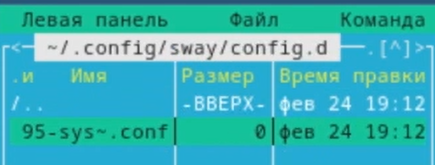 Левая панель Файл Команда
<— ~/.config/sway/config.d —.[^]>
.и Имя Размер Время правки
/.. -ВВЕРХ- фев 24 19:12
95-sys~.conf 0 фев 24 19:12